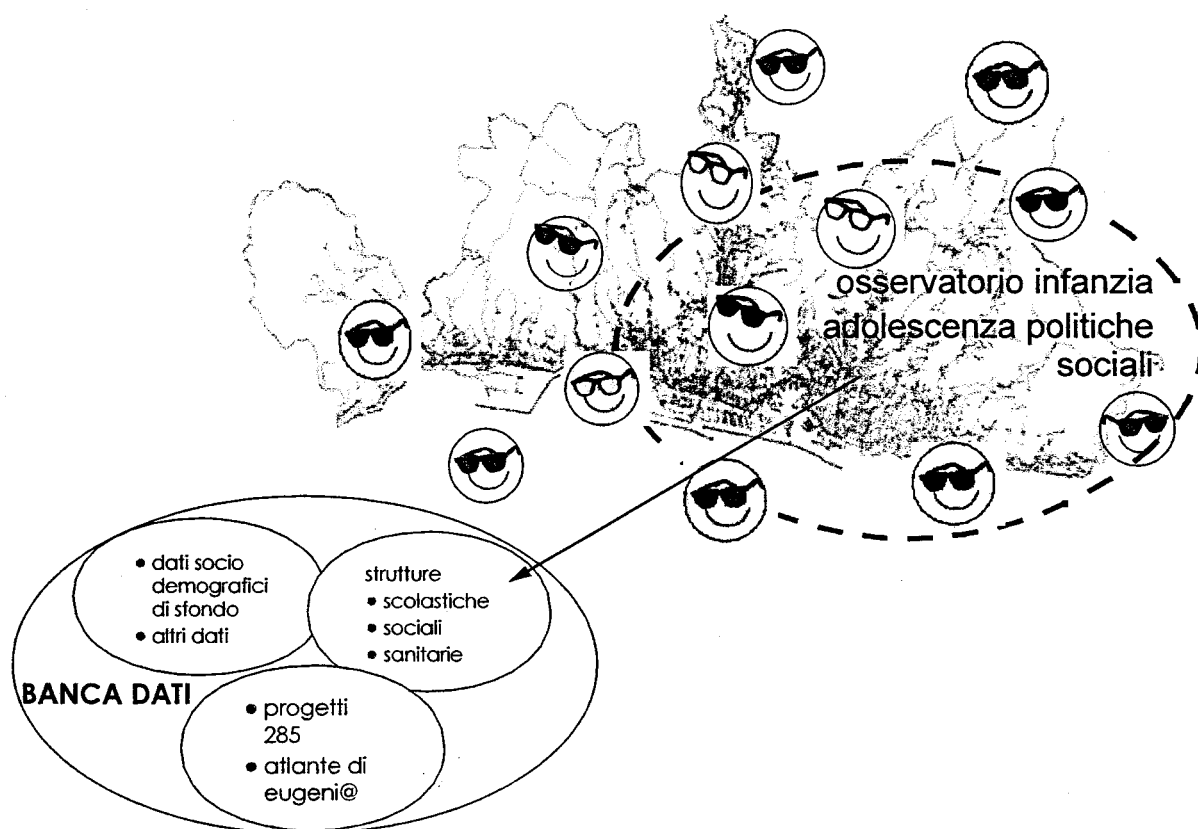 osservatorio infanzia
adolescenza politiche
sociali
• dati socio
demografici
di sfondo
• altri dati
strutture
• scolastiche
• sociali
• sanitarie
BANCA DATI
• progetti
285
• atlante di
eugeni@